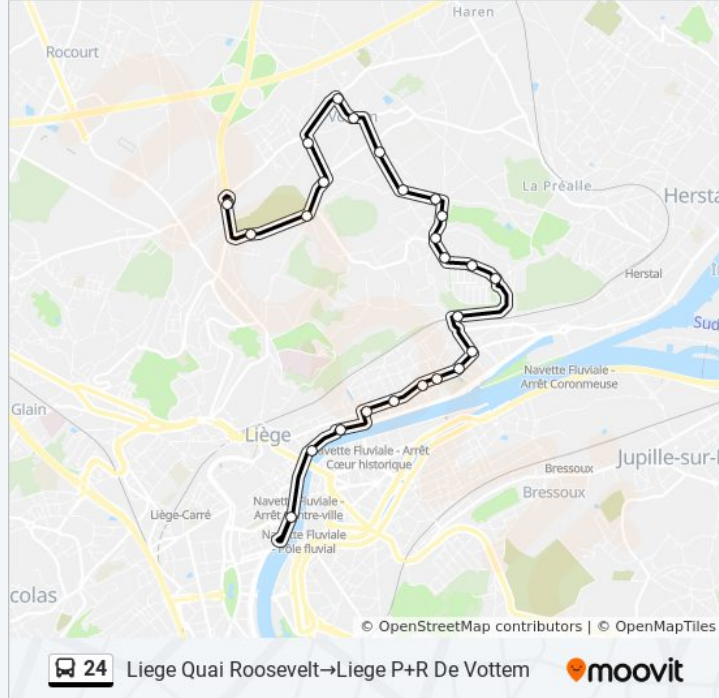 Haren
Rocourt
La Préalle
Herstal
Navette Fluviale -
Arrêt Coronmeuse
Glain
Liège
Navette Fluviale - Arrêt
Cœur historique
Jupille-sur-
Bressoux
Bressoux
Liège-Carré
Navette Fluviale -
Arrêt Centre-ville
Navette Fluviale
- Pôle fluvial
colas
© OpenStreetMap contributors | © OpenMapTiles
24 Liege Quai Roosevelt→Liege P+R De Vottem
moovit